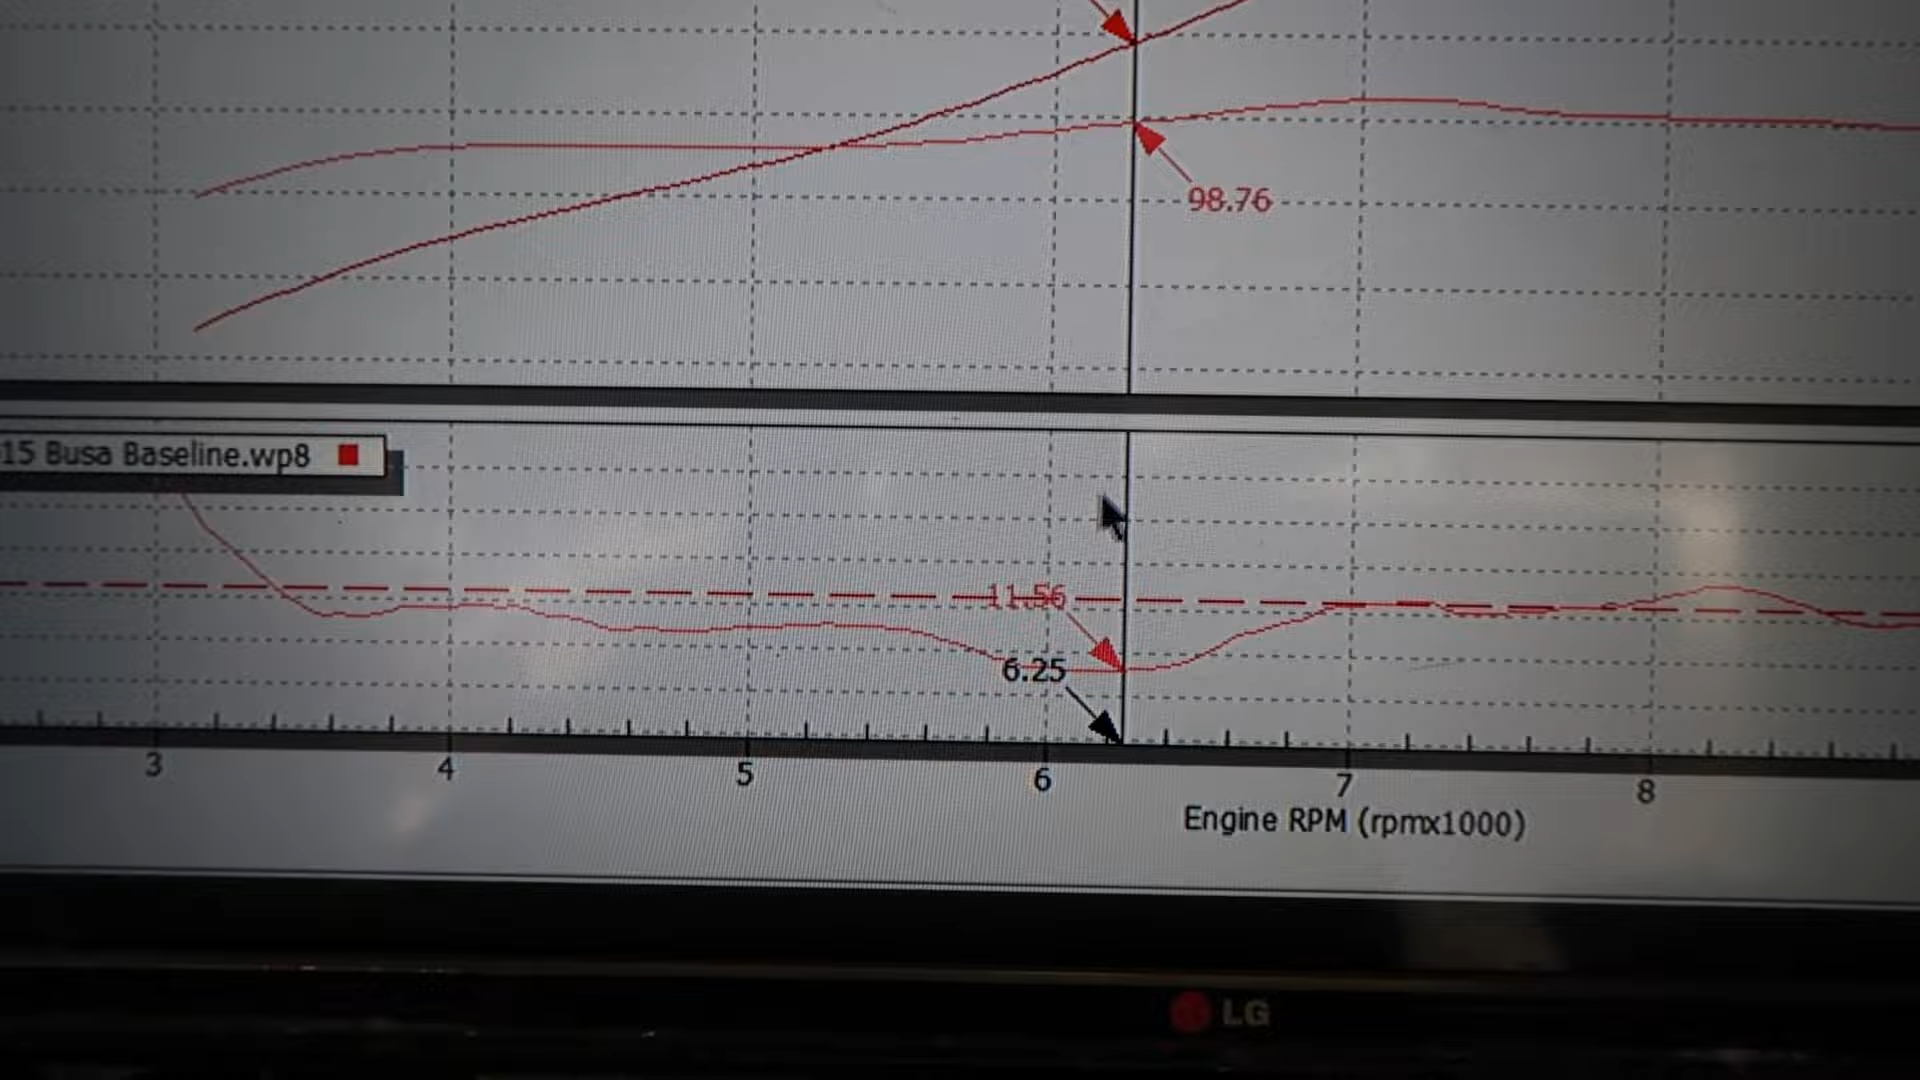 98.76
15 Busa Baseline.wp8
11.56
6.25
3 4 5 6 7 8
Engine RPM (rpmx1000)
LG